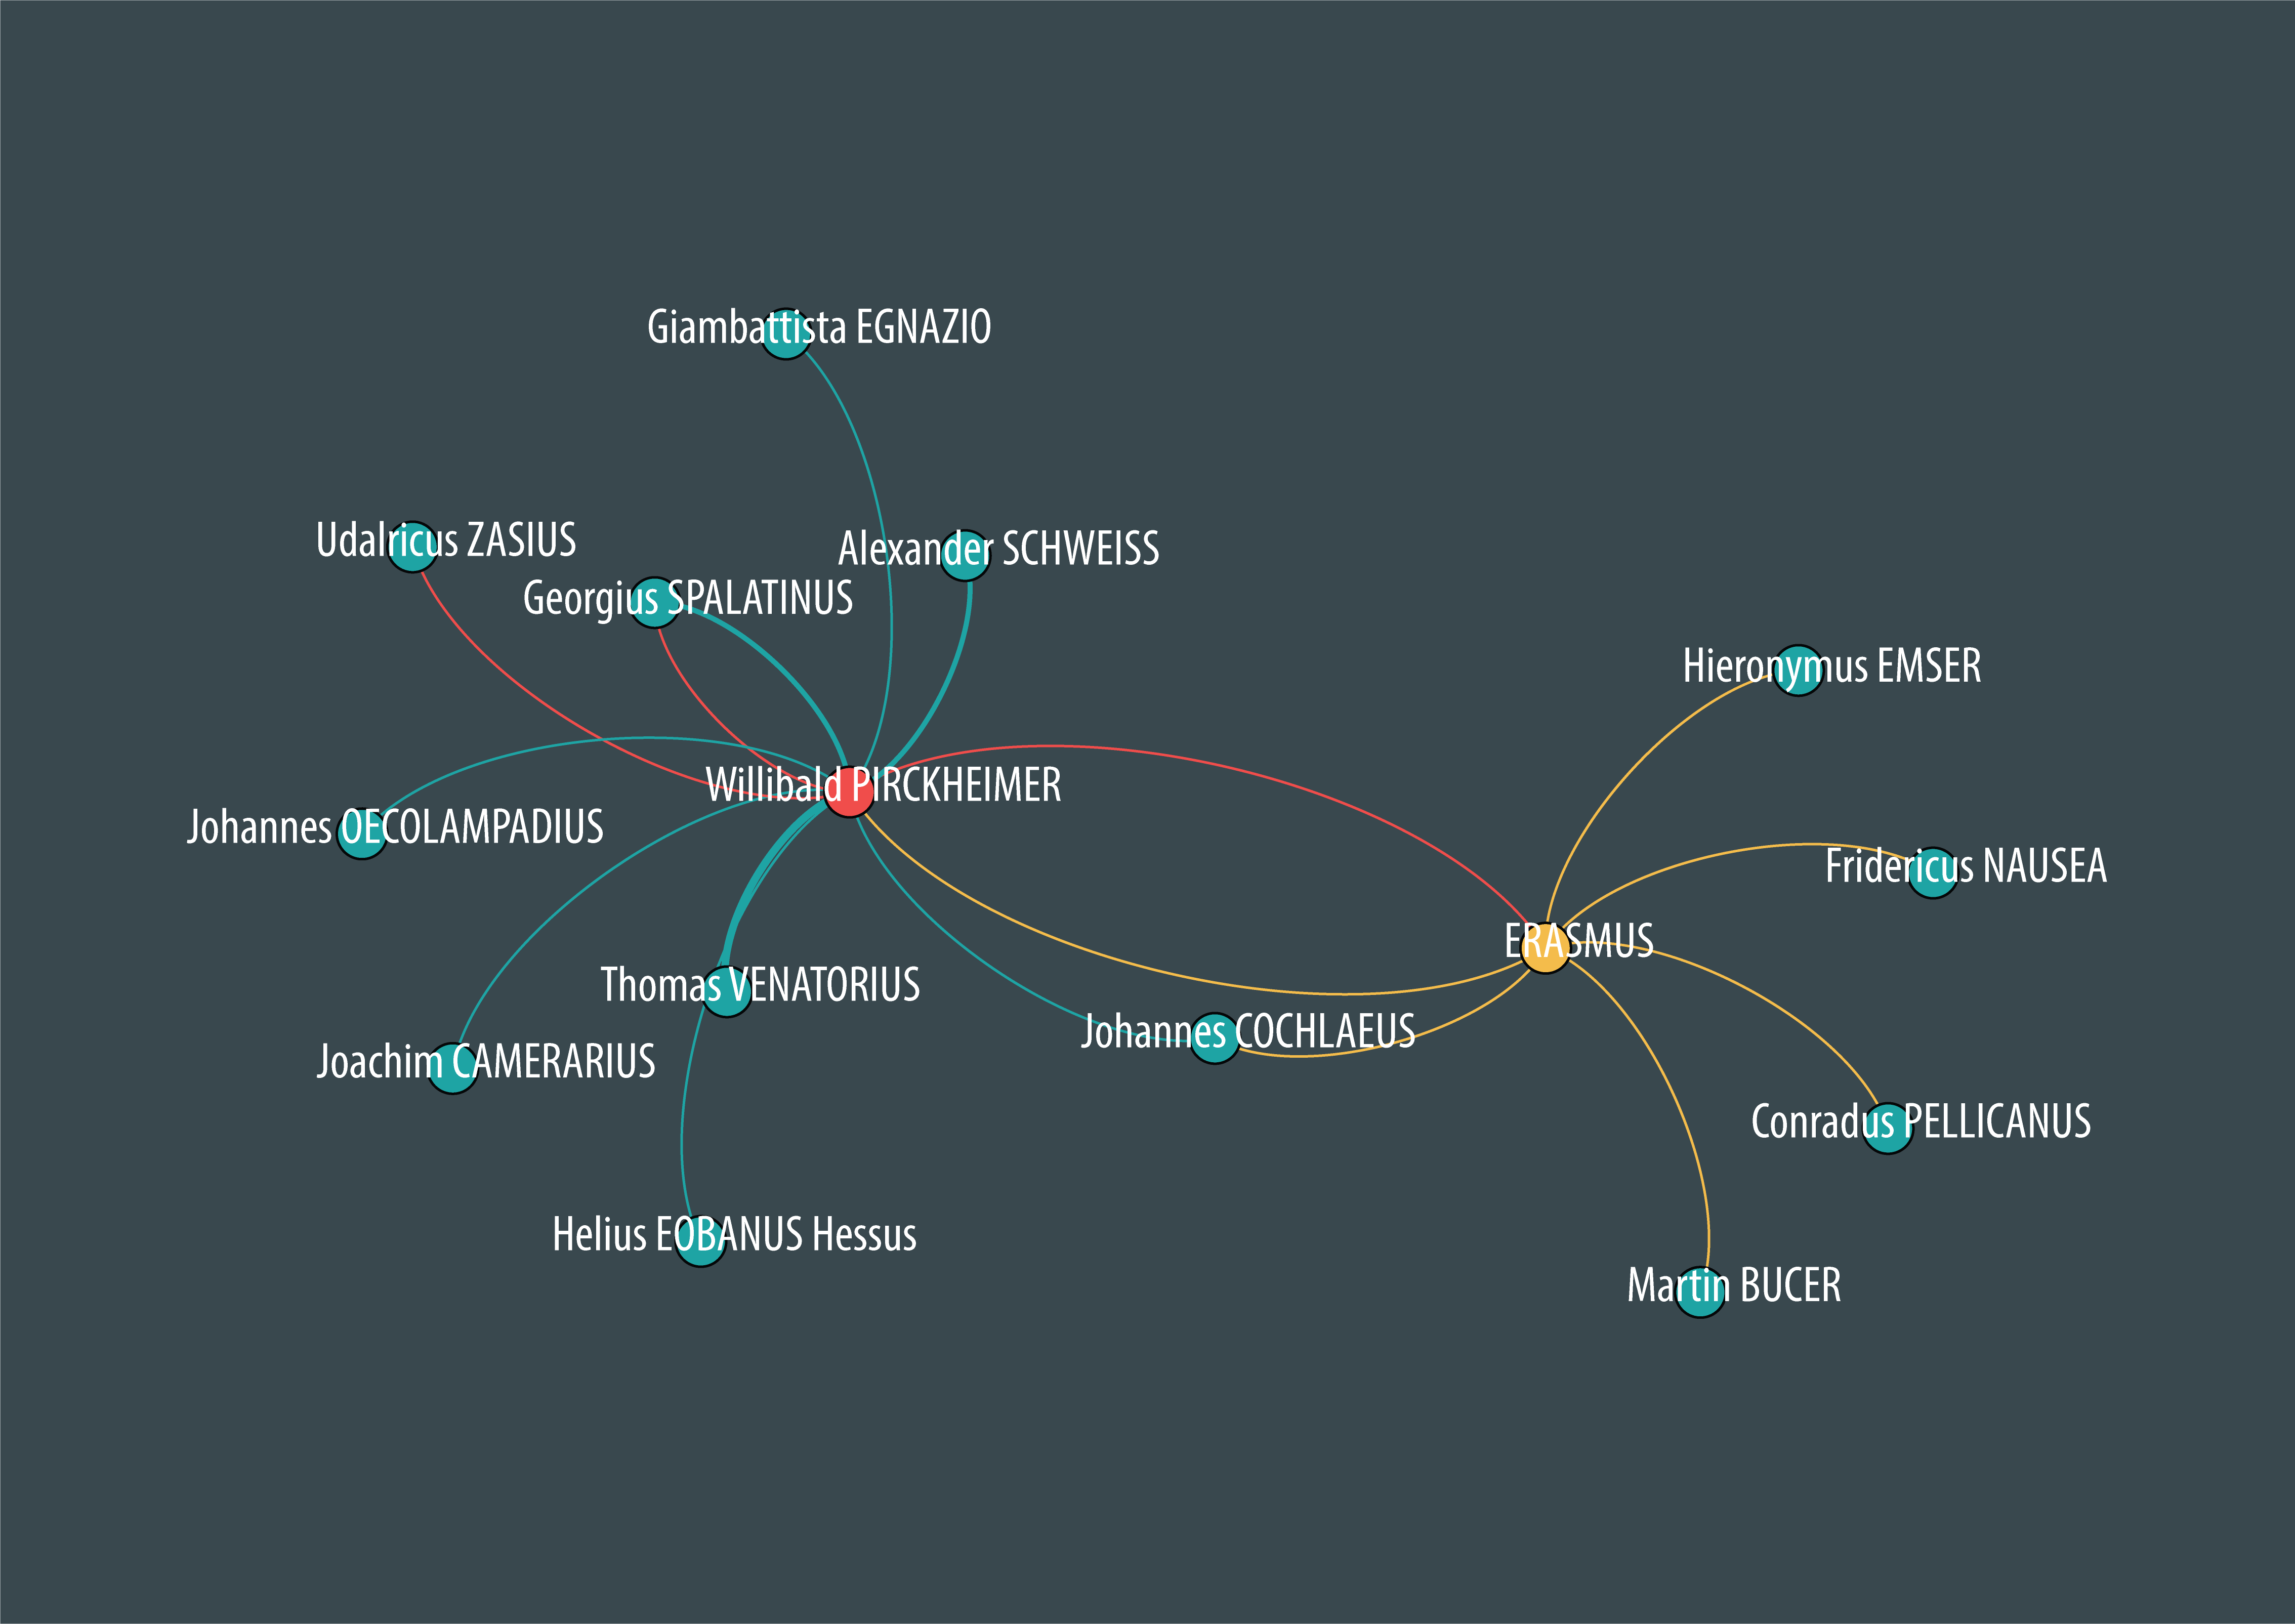 Giambattista EGNAZIO
Udalricus ZASIUS
Alexander SCHWEISS
Georgius SPALATINUS
Hieronymus EMSER
Willibald PIRCKHEIMER
Johannes OECOLAMPADIUS
Fridericus NAUSEA
ERASMUS
Thomas VENATORIUS
Johannes COCHLAEUS
Joachim CAMERARIUS
Conradus PELLICANUS
Helius EOBANUS Hessus
Martin BUCER